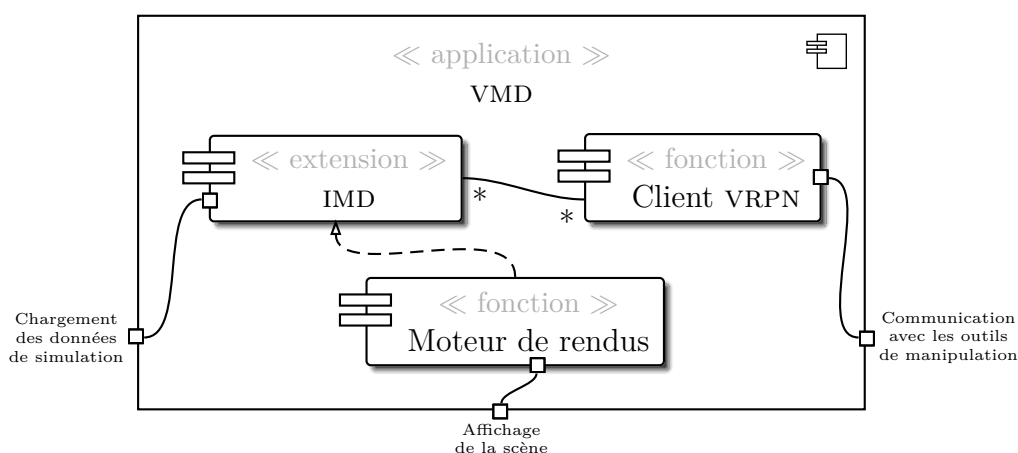 ≪ application ≫
VMD
≪ extension ≫
IMD
*
≪ fonction ≫
Client VRPN
*
≪ fonction ≫
Moteur de rendus
Chargement
des données
de simulation
Communication
avec les outils
de manipulation
Affichage
de la scène